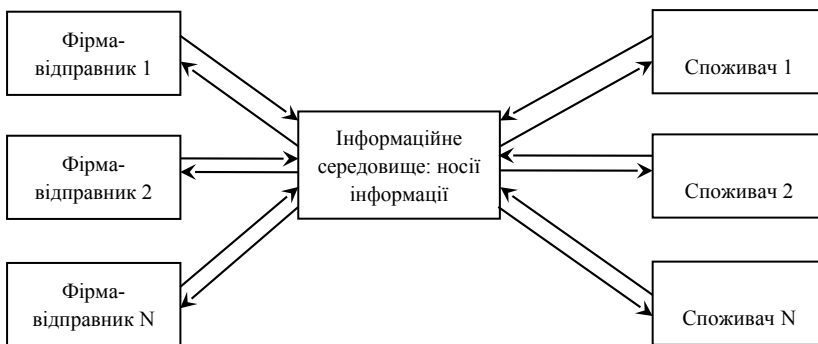 Фірма-
відправник 1
Споживач 1
Інформаційне
середовище: носії
інформації
Фірма-
відправник 2
Споживач 2
Фірма-
відправник N
Споживач N